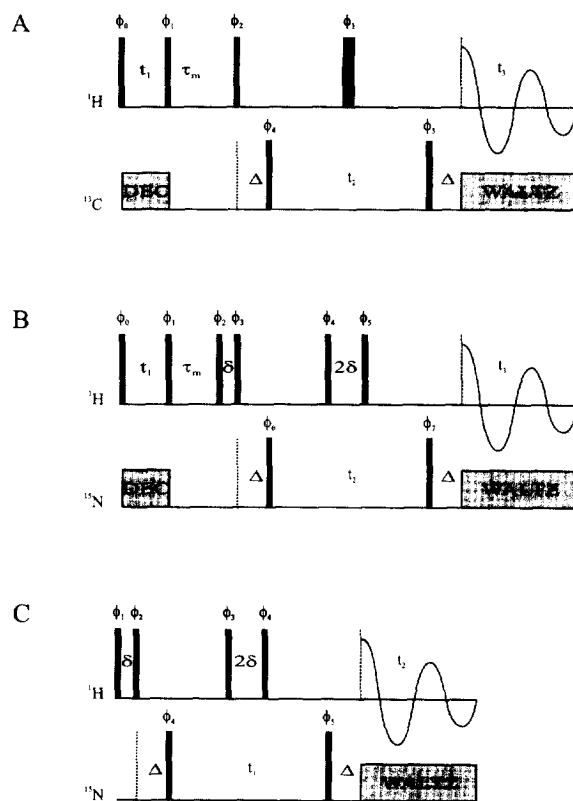 A
ϕ₀ ϕ₁ ϕ₂ ϕ₃
t₁ τₘ t₃
¹H
ϕ₄ ϕ₅
DEC Δ t₂ Δ WALTZ
¹³C
B
ϕ₀ ϕ₁ ϕ₂ ϕ₃ ϕ₄ ϕ₅
t₁ τₘ δ 2δ t₃
¹H
ϕ₆ ϕ₇
DEC Δ t₂ Δ WALTZ
¹⁵N
C
ϕ₁ ϕ₂ ϕ₃ ϕ₄
δ 2δ t₂
¹H
ϕ₄ ϕ₅
Δ t₁ Δ WALTZ
¹⁵N